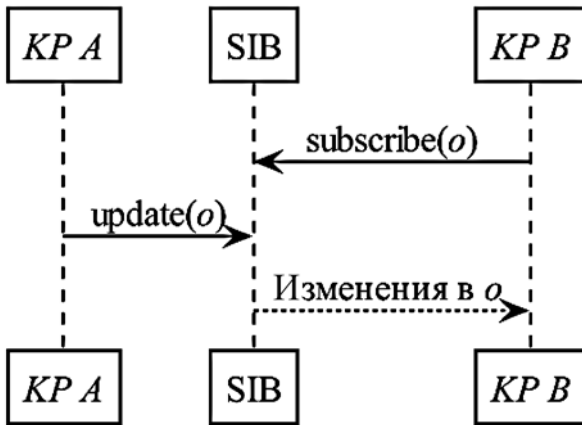 KP A SIB KP B
subscribe(o)
update(o)
Изменения в o
KP A SIB KP B